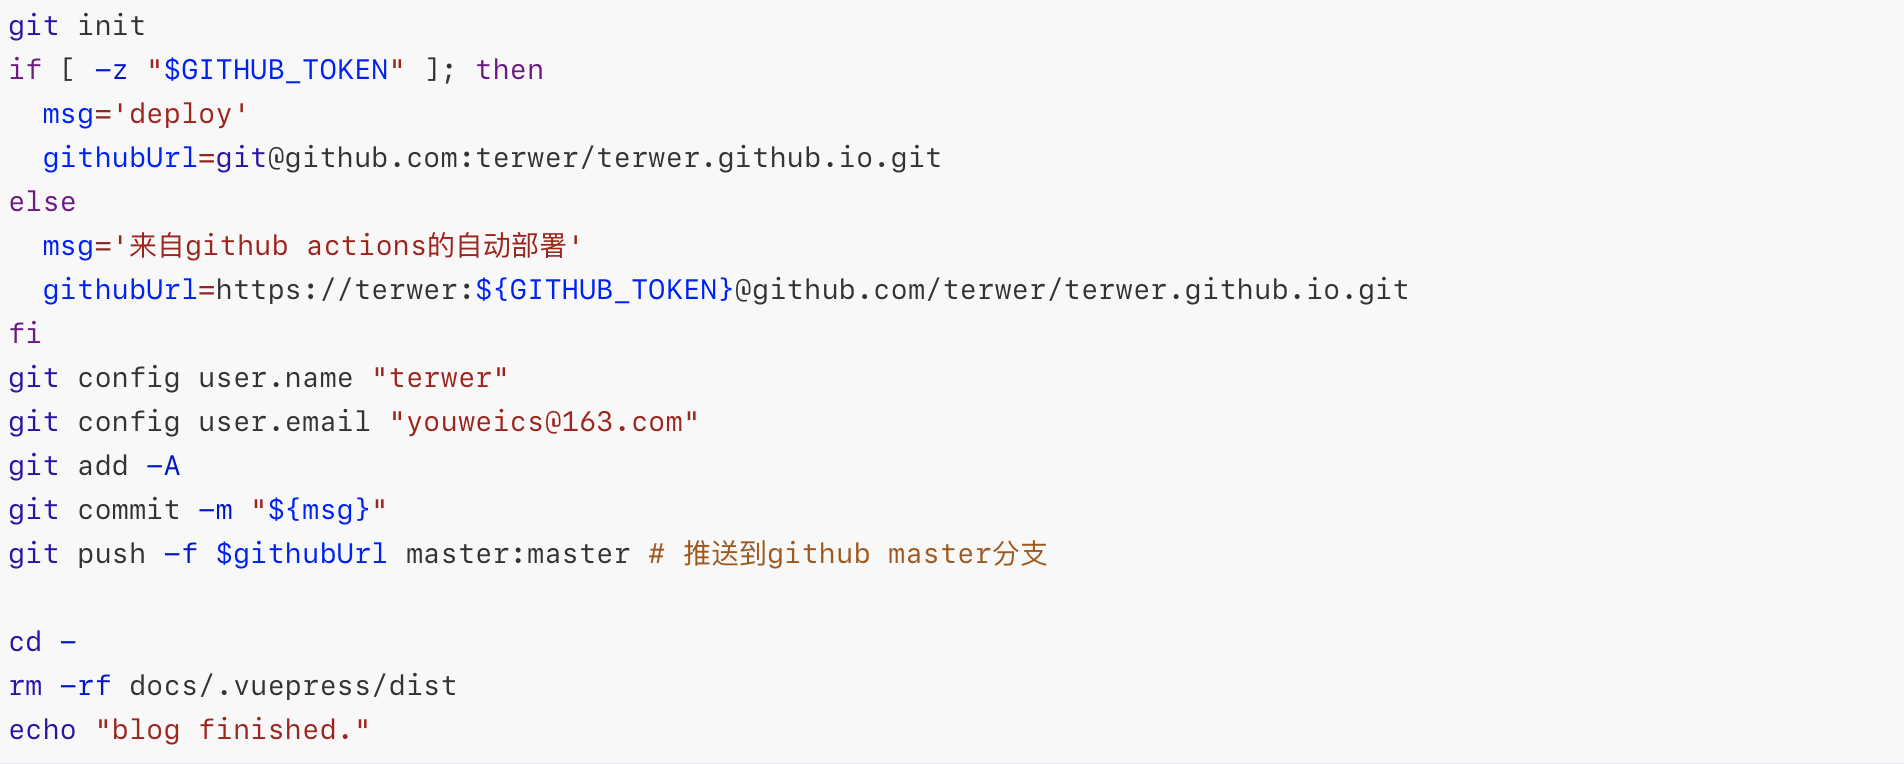 git init
if [ -z "$GITHUB_TOKEN" ]; then
  msg='deploy'
  githubUrl=git@github.com:terwer/terwer.github.io.git
else
  msg='来自github actions的自动部署'
  githubUrl=https://terwer:${GITHUB_TOKEN}@github.com/terwer/terwer.github.io.git
fi
git config user.name "terwer"
git config user.email "youweics@163.com"
git add -A
git commit -m "${msg}"
git push -f $githubUrl master:master # 推送到github master分支

cd -
rm -rf docs/.vuepress/dist
echo "blog finished."